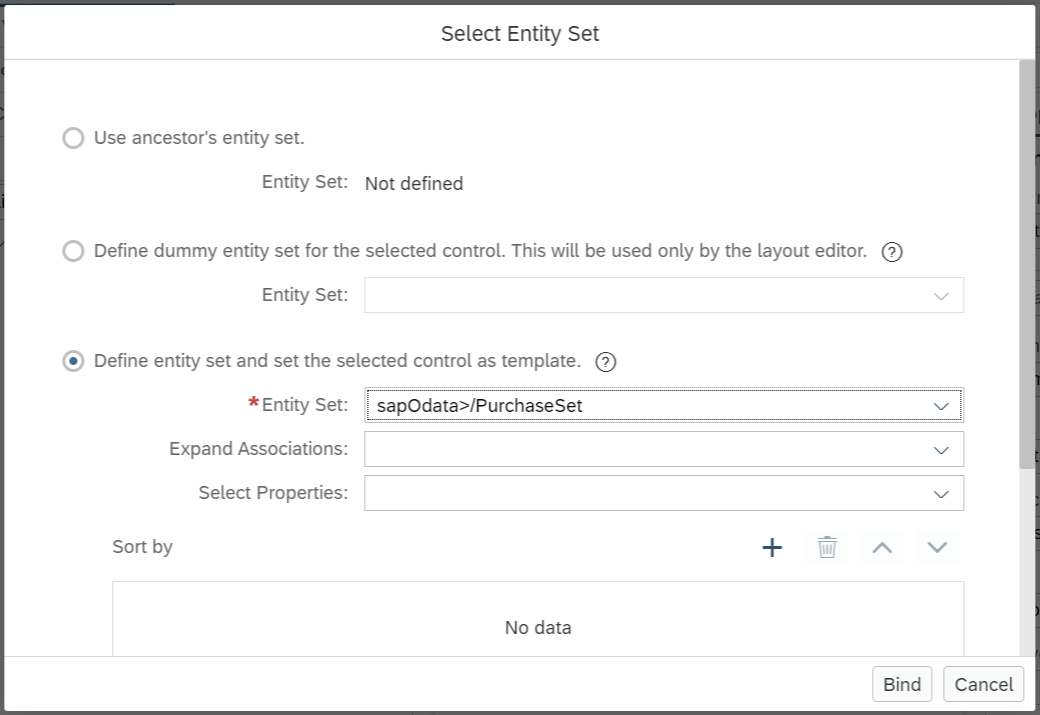 Select Entity Set
Use ancestor's entity set.
Entity Set: Not defined
Define dummy entity set for the selected control. This will be used only by the layout editor. ?
Entity Set:
Define entity set and set the selected control as template. ?
*Entity Set: sapOdata>/PurchaseSet
Expand Associations:
Select Properties:
Sort by
No data
Bind Cancel